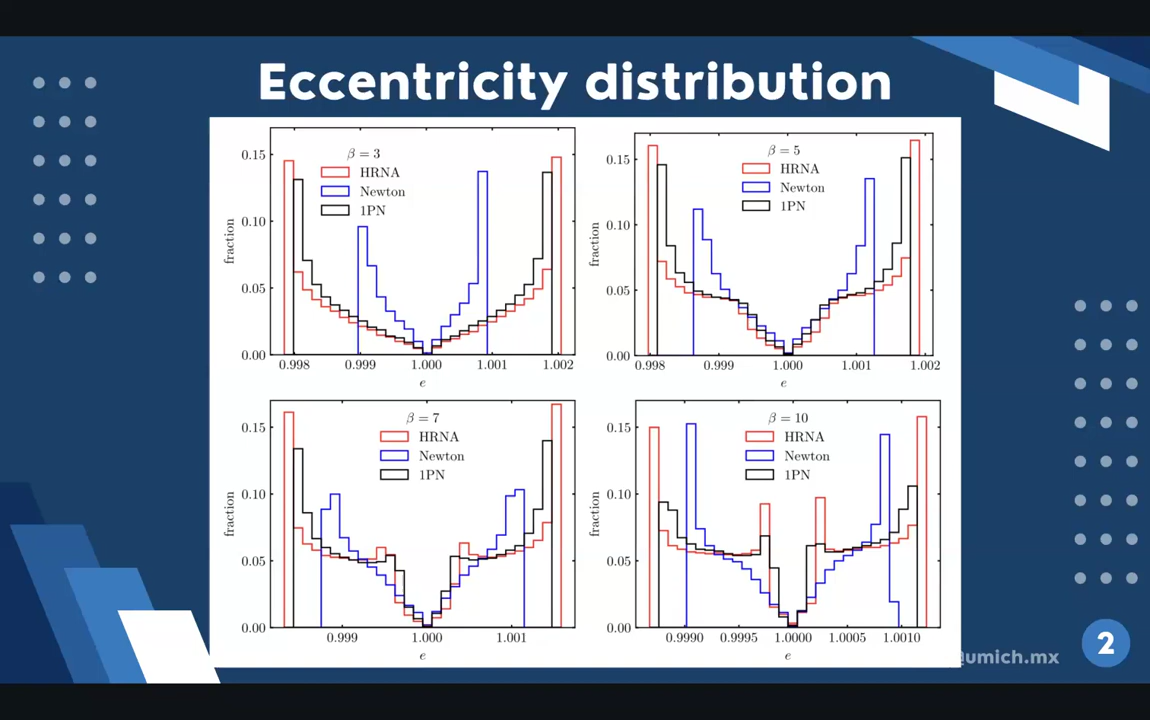 Eccentricity distribution
β = 3
HRNA
Newton
1PN
fraction
0.15
0.10
0.05
0.00
0.998 0.999 1.000 1.001 1.002
e
β = 5
HRNA
Newton
1PN
fraction
0.15
0.10
0.05
0.00
0.998 0.999 1.000 1.001 1.002
e
β = 7
HRNA
Newton
1PN
fraction
0.15
0.10
0.05
0.00
0.999 1.000 1.001
e
β = 10
HRNA
Newton
1PN
fraction
0.15
0.10
0.05
0.00
0.9990 0.9995 1.0000 1.0005 1.0010
e
@umich.mx
2